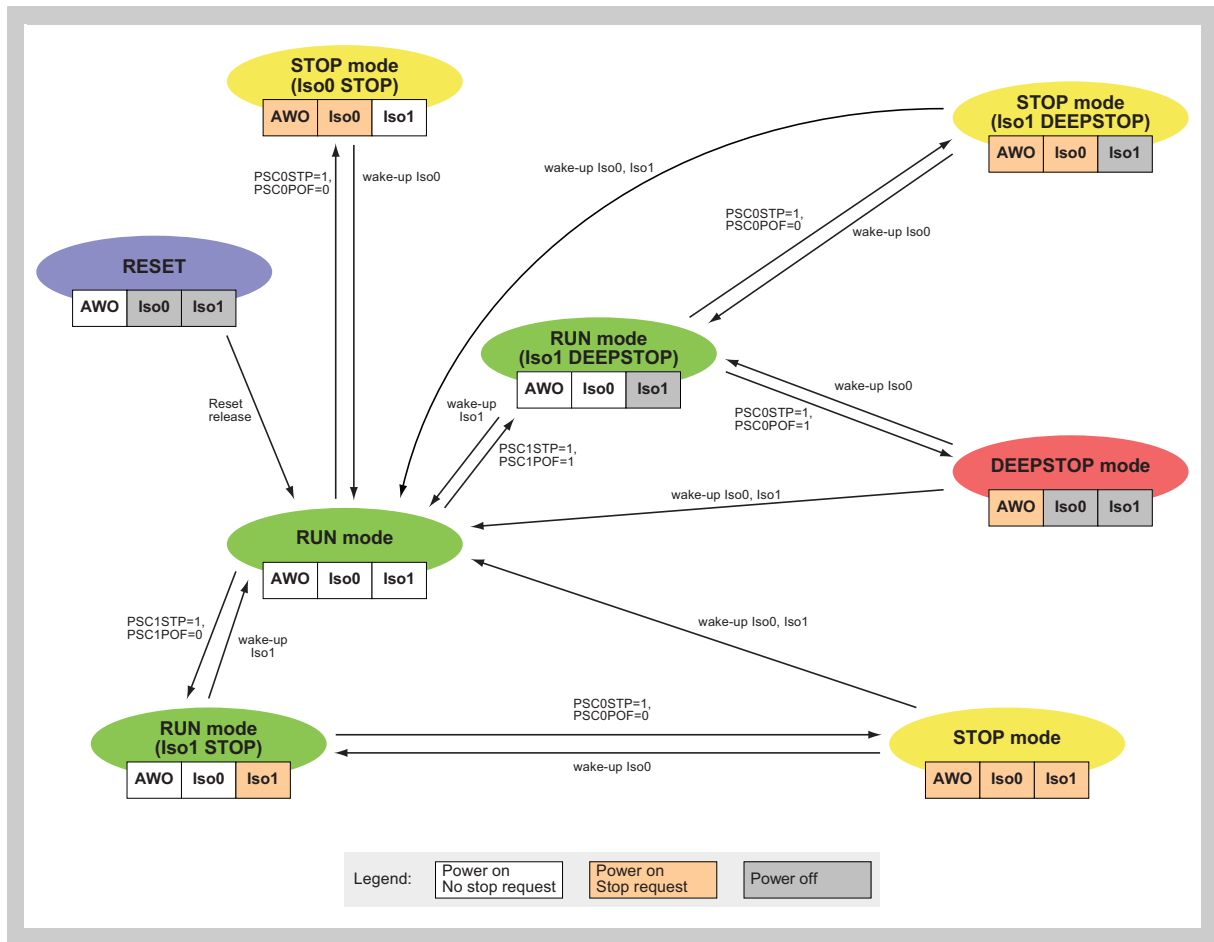 STOP mode
(Iso0 STOP)
AWO Iso0 Iso1
STOP mode
(Iso1 DEEPSTOP)
AWO Iso0 Iso1
PSC0STP=1,
PSC0POF=0
wake-up Iso0
wake-up Iso0, Iso1
PSC0STP=1,
PSC0POF=0
wake-up Iso0
RESET
AWO Iso0 Iso1
RUN mode
(Iso1 DEEPSTOP)
AWO Iso0 Iso1
Reset
release
wake-up
Iso1
PSC1STP=1,
PSC1POF=1
wake-up Iso0
PSC0STP=1,
PSC0POF=1
DEEPSTOP mode
AWO Iso0 Iso1
wake-up Iso0, Iso1
RUN mode
AWO Iso0 Iso1
PSC1STP=1,
PSC1POF=0
wake-up
Iso1
wake-up Iso0, Iso1
RUN mode
(Iso1 STOP)
AWO Iso0 Iso1
PSC0STP=1,
PSC0POF=0
wake-up Iso0
STOP mode
AWO Iso0 Iso1
Legend:
Power on
No stop request
Power on
Stop request
Power off